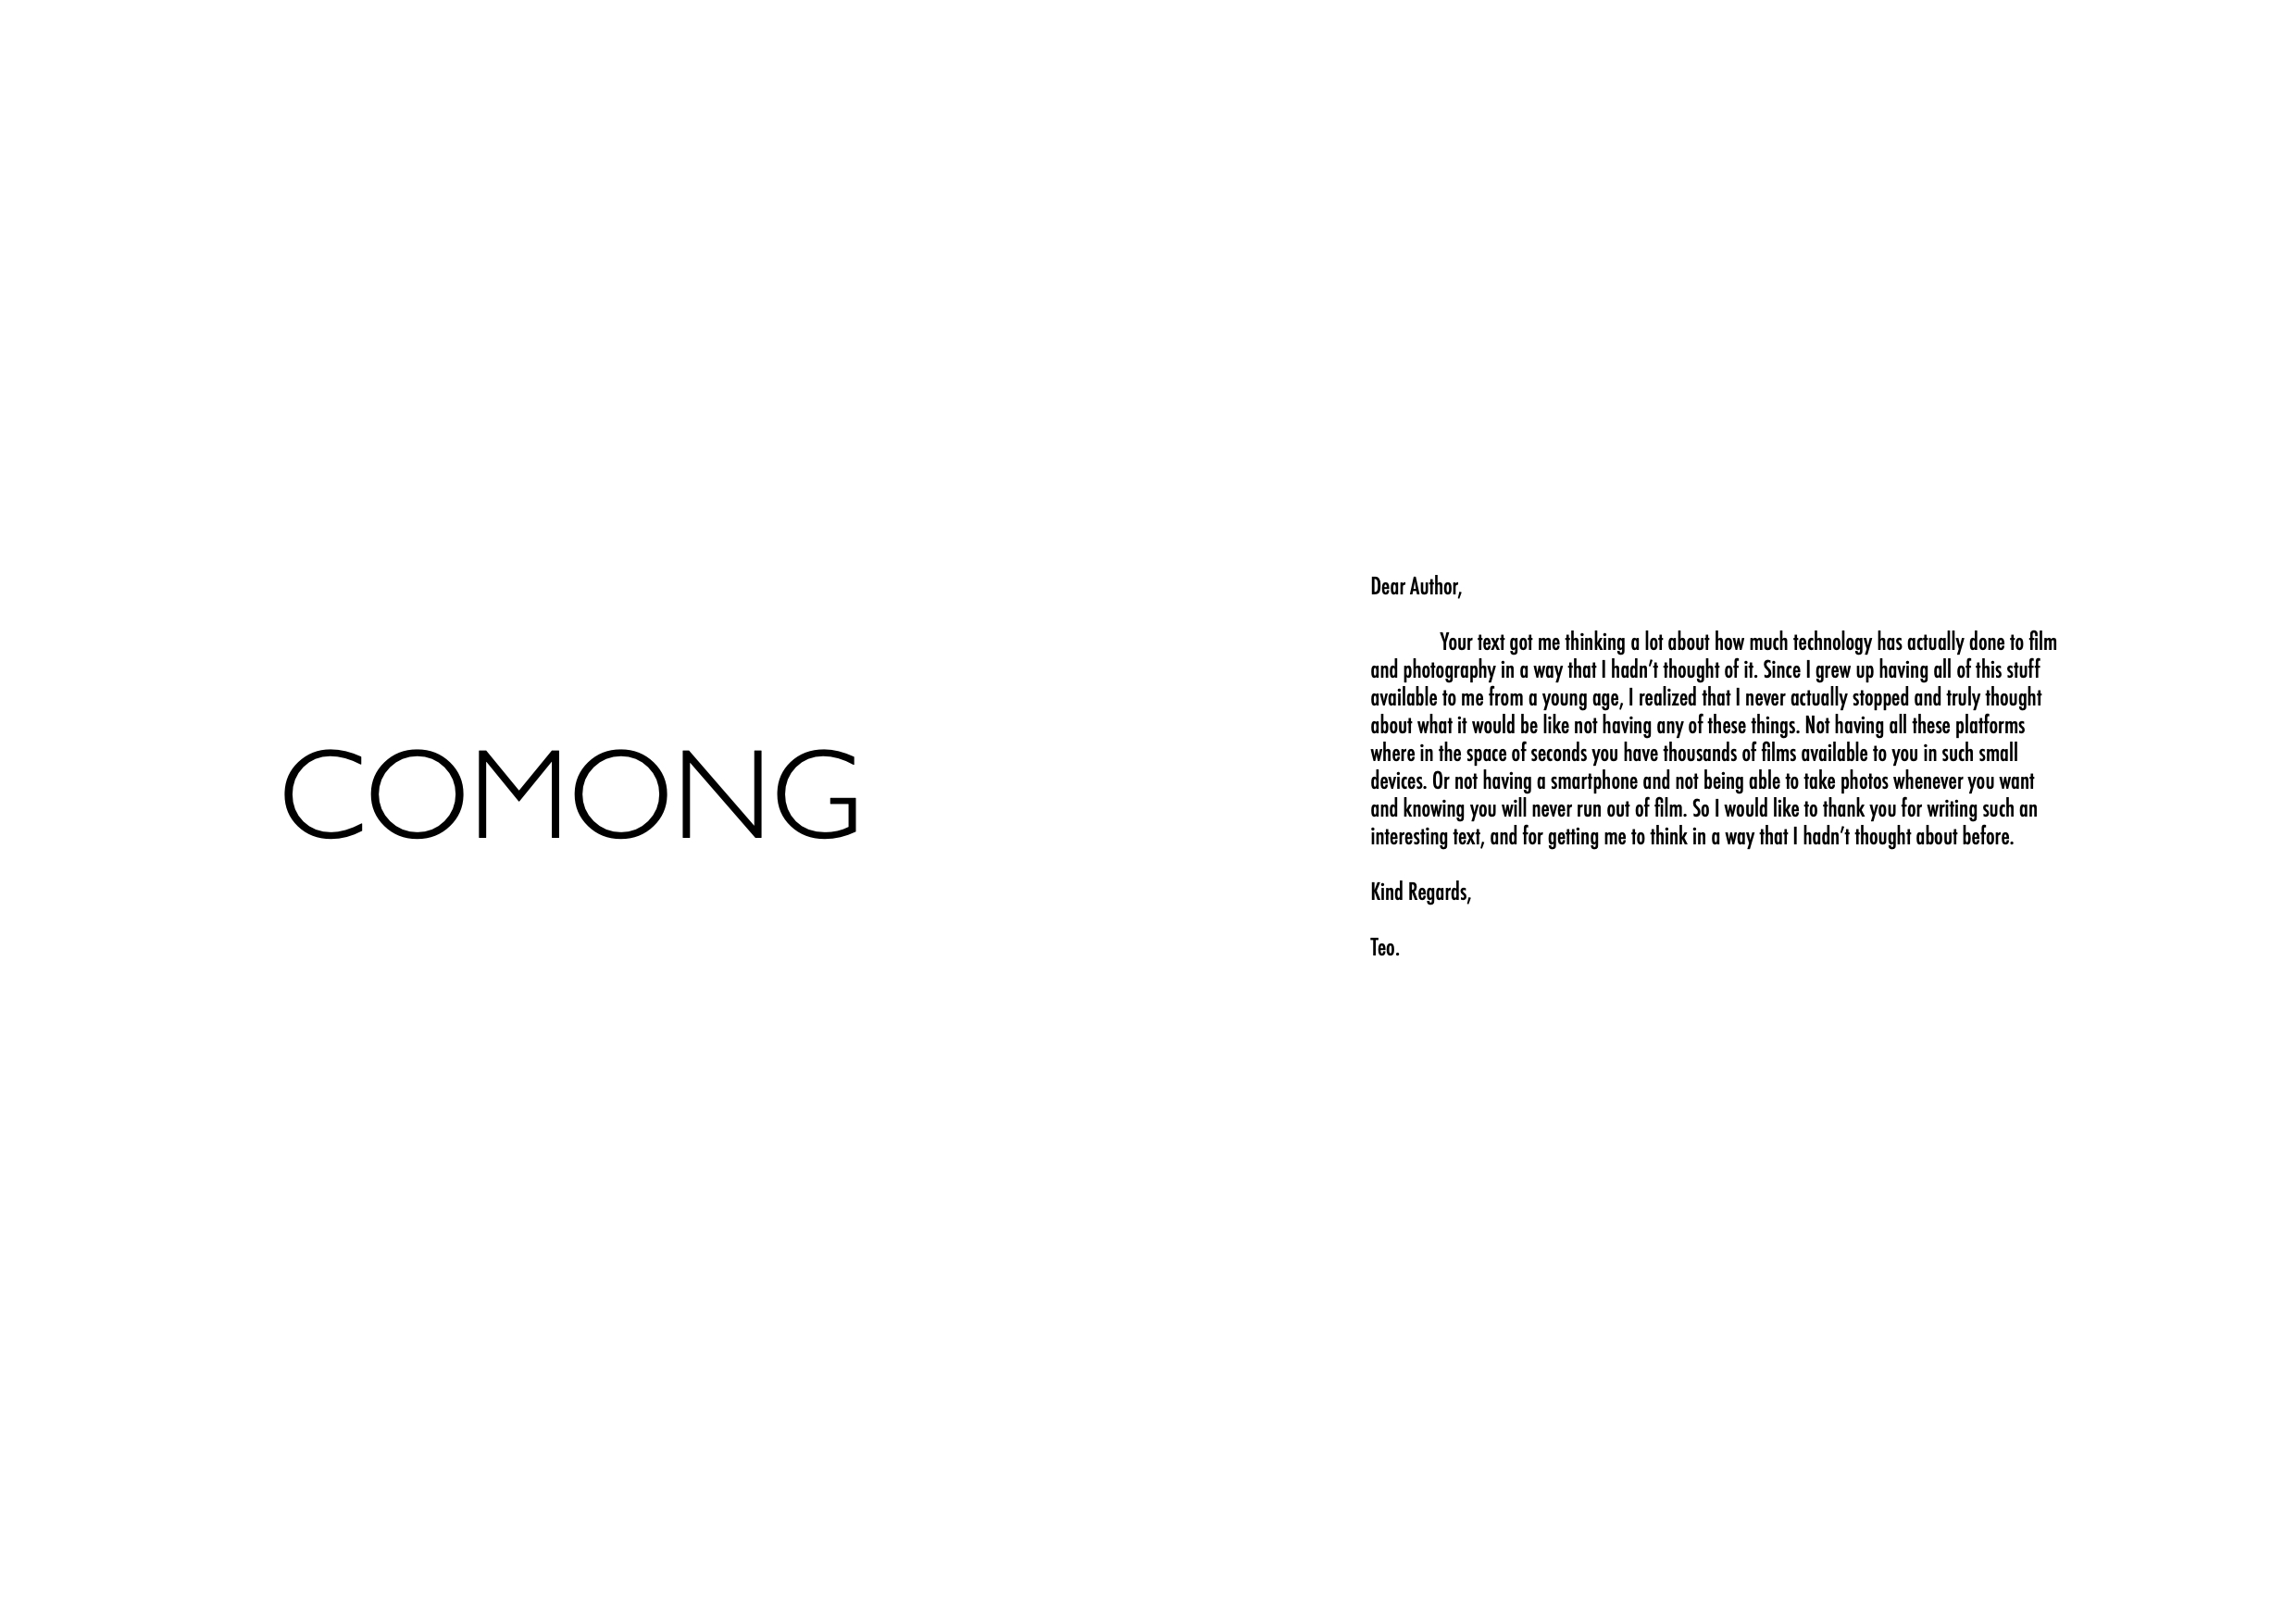 COMONG
Dear Author,
Your text got me thinking a lot about how much technology has actually done to film
and photography in a way that I hadn’t thought of it. Since I grew up having all of this stuff
available to me from a young age, I realized that I never actually stopped and truly thought
about what it would be like not having any of these things. Not having all these platforms
where in the space of seconds you have thousands of films available to you in such small
devices. Or not having a smartphone and not being able to take photos whenever you want
and knowing you will never run out of film. So I would like to thank you for writing such an
interesting text, and for getting me to think in a way that I hadn’t thought about before.
Kind Regards,
Teo.